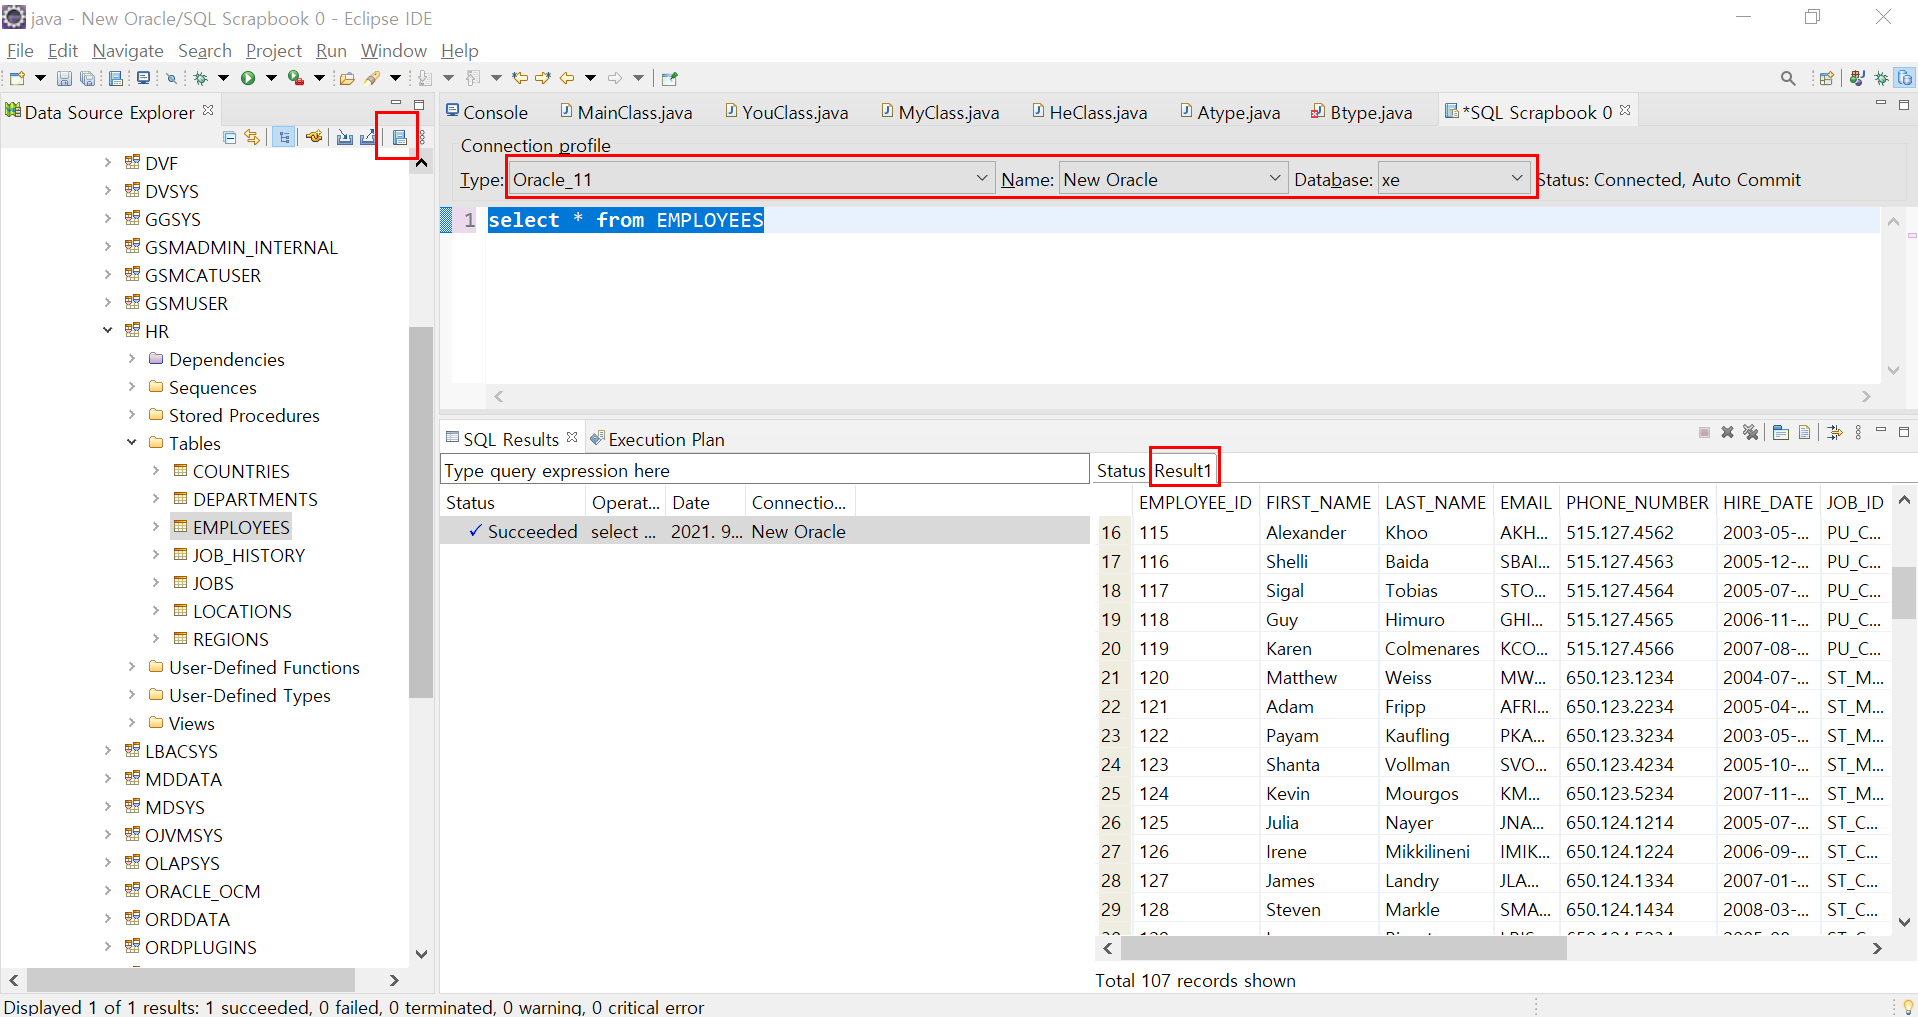 java - New Oracle/SQL Scrapbook 0 - Eclipse IDE
File Edit Navigate Search Project Run Window Help
Data Source Explorer
DVF
DVSYS
GGSYS
GSMADMIN_INTERNAL
GSMCATUSER
GSMUSER
HR
Dependencies
Sequences
Stored Procedures
Tables
COUNTRIES
DEPARTMENTS
EMPLOYEES
JOB_HISTORY
JOBS
LOCATIONS
REGIONS
User-Defined Functions
User-Defined Types
Views
LBACSYS
MDDATA
MDSYS
OJVMSYS
OLAPSYS
ORACLE_OCM
ORDDATA
ORDPLUGINS
Console MainClass.java YouClass.java MyClass.java HeClass.java Atype.java Btype.java *SQL Scrapbook 0
Connection profile
Type: Oracle_11 Name: New Oracle Database: xe Status: Connected, Auto Commit
1 select * from EMPLOYEES
SQL Results Execution Plan
Type query expression here
Status Operat... Date Connectio...
Succeeded select ... 2021. 9... New Oracle
Status Result1
EMPLOYEE_ID FIRST_NAME LAST_NAME EMAIL PHONE_NUMBER HIRE_DATE JOB_ID
16 115 Alexander Khoo AKH... 515.127.4562 2003-05-... PU_C...
17 116 Shelli Baida SBAI... 515.127.4563 2005-12-... PU_C...
18 117 Sigal Tobias STO... 515.127.4564 2005-07-... PU_C...
19 118 Guy Himuro GHI... 515.127.4565 2006-11-... PU_C...
20 119 Karen Colmenares KCO... 515.127.4566 2007-08-... PU_C...
21 120 Matthew Weiss MW... 650.123.1234 2004-07-... ST_M...
22 121 Adam Fripp AFRI... 650.123.2234 2005-04-... ST_M...
23 122 Payam Kaufling PKA... 650.123.3234 2003-05-... ST_M...
24 123 Shanta Vollman SVO... 650.123.4234 2005-10-... ST_M...
25 124 Kevin Mourgos KM... 650.123.5234 2007-11-... ST_M...
26 125 Julia Nayer JNA... 650.124.1214 2005-07-... ST_C...
27 126 Irene Mikkilineni IMIK... 650.124.1224 2006-09-... ST_C...
28 127 James Landry JLA... 650.124.1334 2007-01-... ST_C...
29 128 Steven Markle SMA... 650.124.1434 2008-03-... ST_C...
Total 107 records shown
Displayed 1 of 1 results: 1 succeeded, 0 failed, 0 terminated, 0 warning, 0 critical error